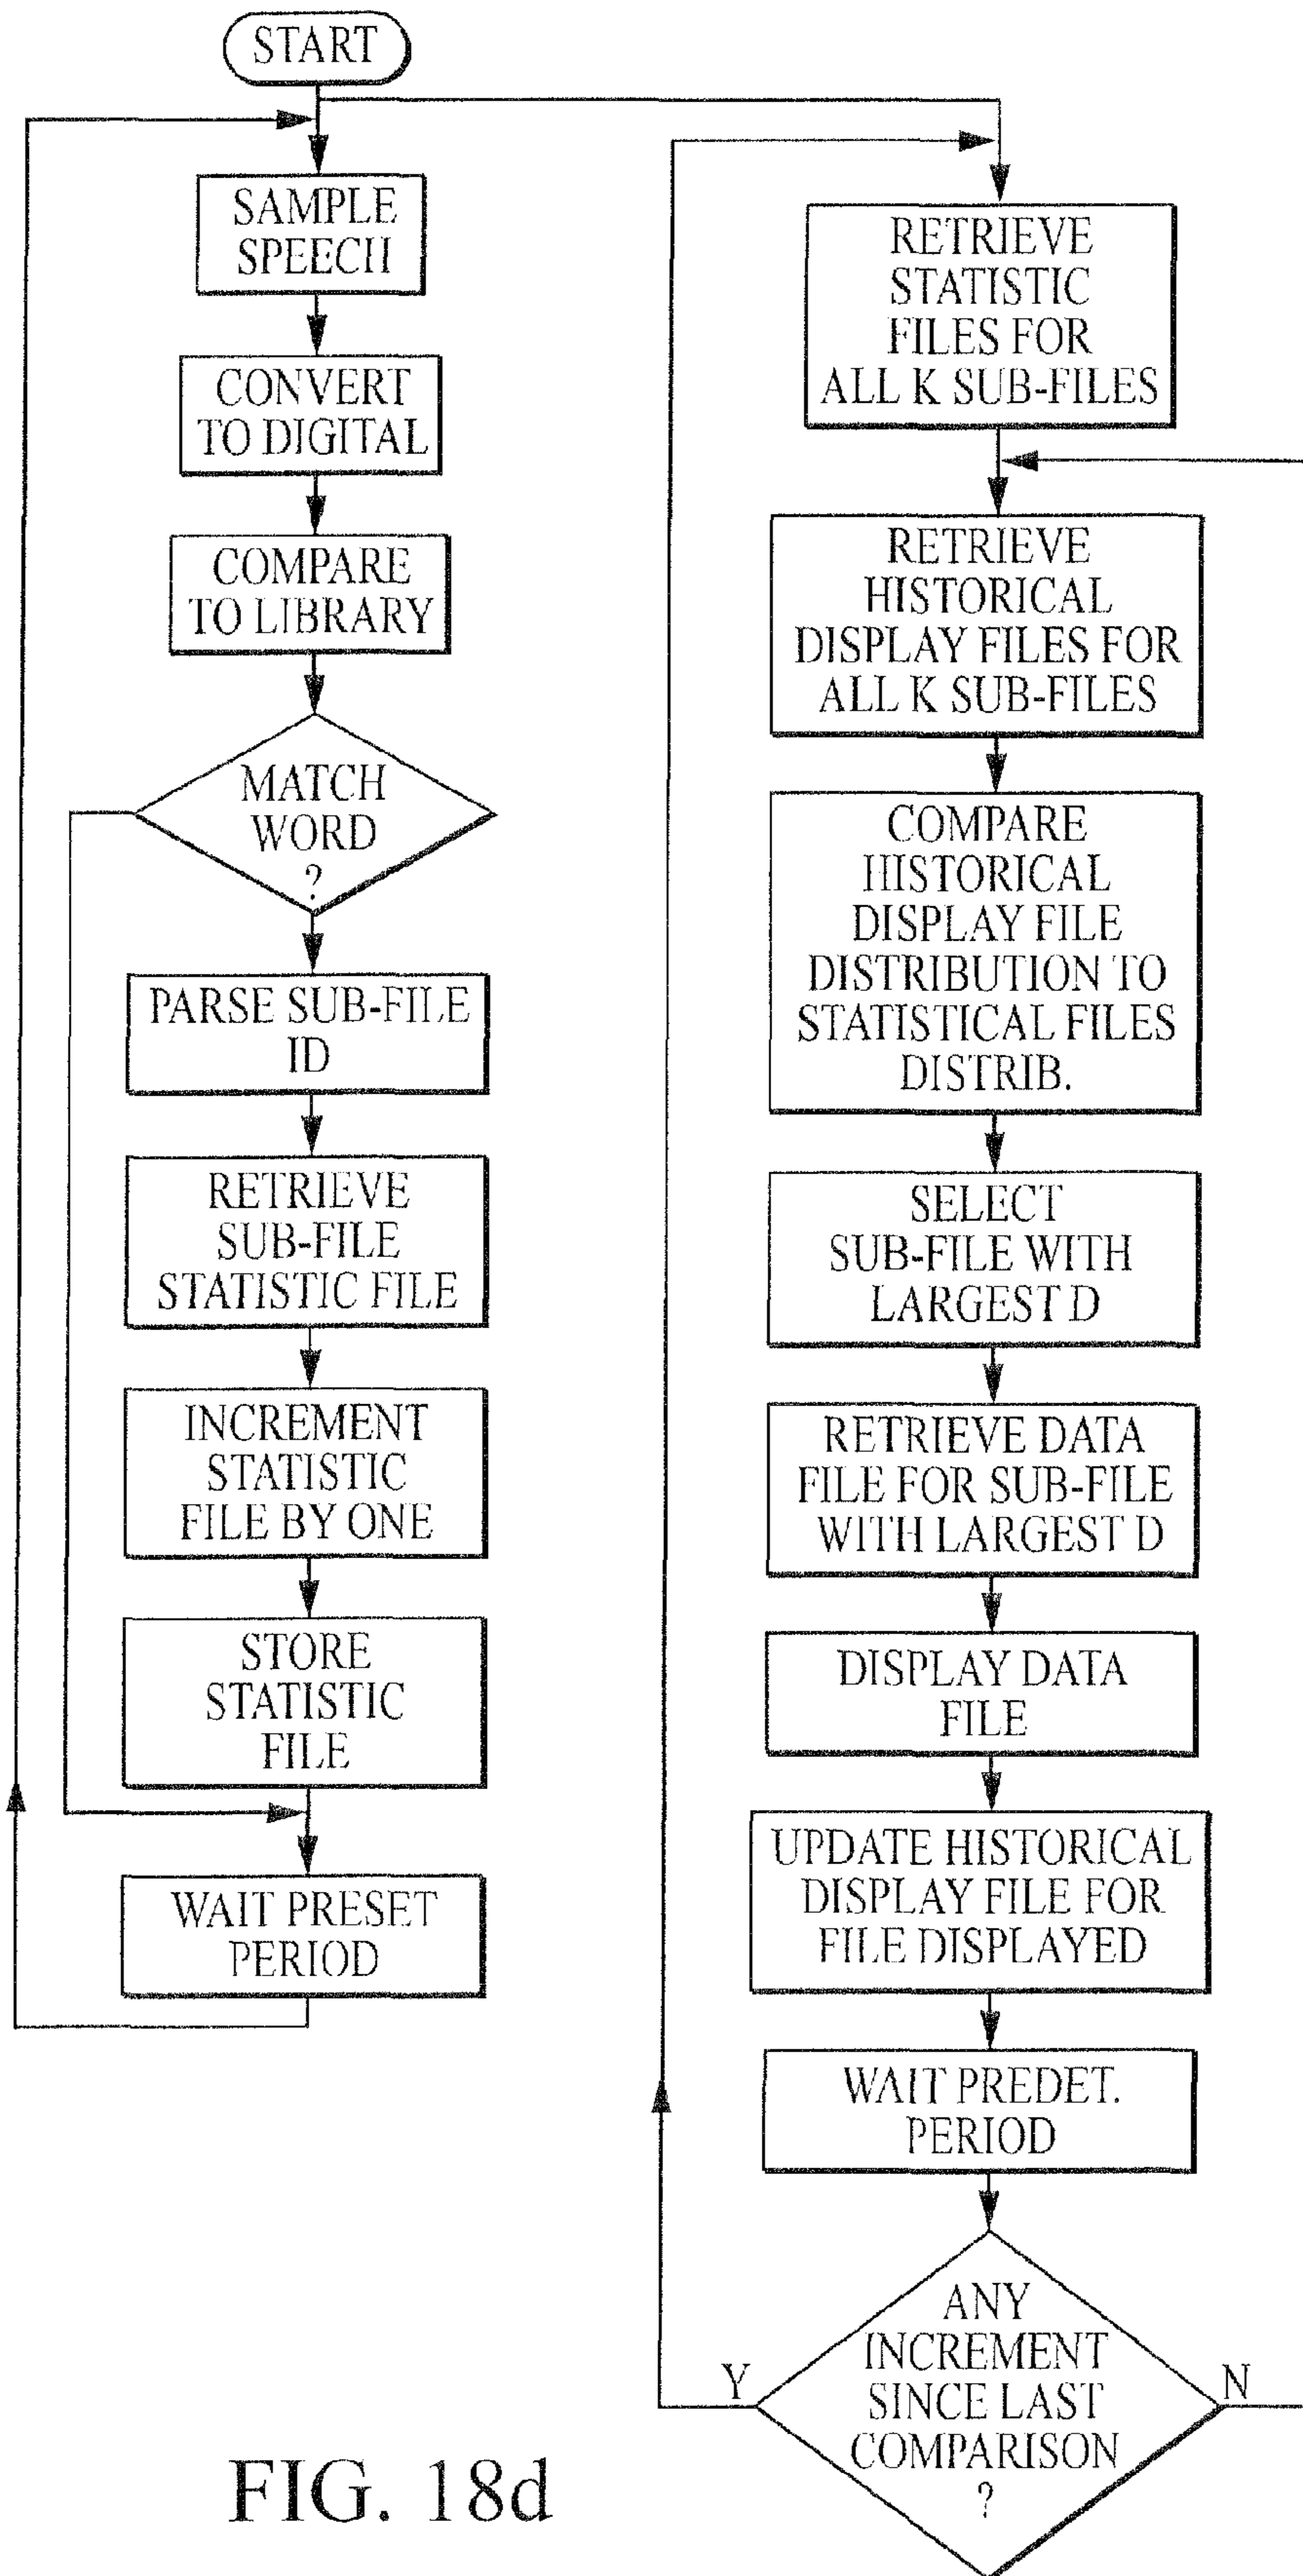 START
SAMPLE
SPEECH
CONVERT
TO DIGITAL
COMPARE
TO LIBRARY
MATCH
WORD
?
PARSE SUB-FILE
ID
RETRIEVE
SUB-FILE
STATISTIC FILE
INCREMENT
STATISTIC
FILE BY ONE
STORE
STATISTIC
FILE
WAIT PRESET
PERIOD
RETRIEVE
STATISTIC
FILES FOR
ALL K SUB-FILES
RETRIEVE
HISTORICAL
DISPLAY FILES FOR
ALL K SUB-FILES
COMPARE
HISTORICAL
DISPLAY FILE
DISTRIBUTION TO
STATISTICAL FILES
DISTRIB.
SELECT
SUB-FILE WITH
LARGEST D
RETRIEVE DATA
FILE FOR SUB-FILE
WITH LARGEST D
DISPLAY DATA
FILE
UPDATE HISTORICAL
DISPLAY FILE FOR
FILE DISPLAYED
WAIT PREDET.
PERIOD
ANY
INCREMENT
SINCE LAST
COMPARISON
?
Y
N
FIG. 18d